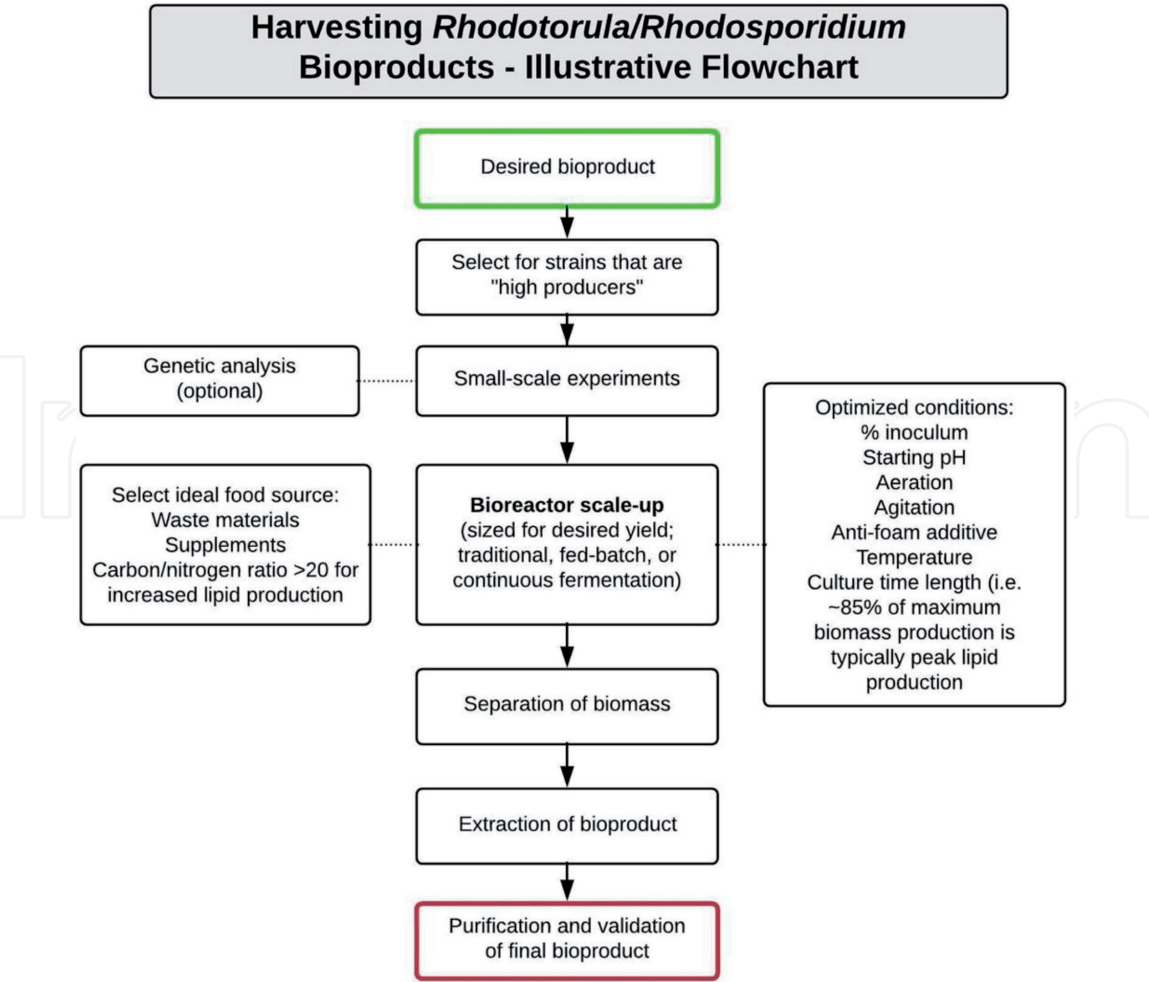 Harvesting Rhodotorula/Rhodosporidium
Bioproducts - Illustrative Flowchart
Desired bioproduct
Select for strains that are
"high producers"
Genetic analysis
(optional)
Small-scale experiments
Select ideal food source:
Waste materials
Supplements
Carbon/nitrogen ratio >20 for
increased lipid production
Bioreactor scale-up
(sized for desired yield;
traditional, fed-batch, or
continuous fermentation)
Optimized conditions:
% inoculum
Starting pH
Aeration
Agitation
Anti-foam additive
Temperature
Culture time length (i.e.
~85% of maximum
biomass production is
typically peak lipid
production
Separation of biomass
Extraction of bioproduct
Purification and validation
of final bioproduct